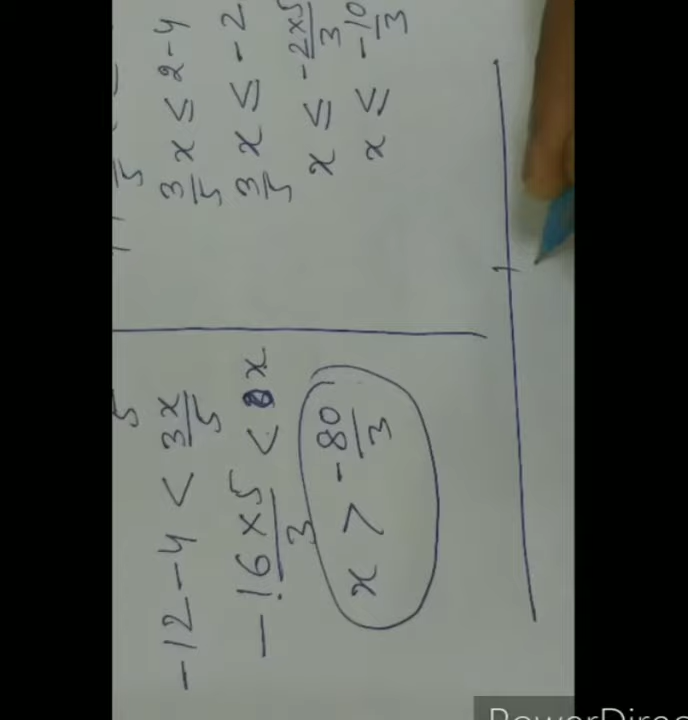 -12-4 < 3x/5
-16×5/3 < x
x > -80/3
3/5 x ≤ 2-4
3/5 x ≤ -2
x ≤ -2×5/3
x ≤ -10/3